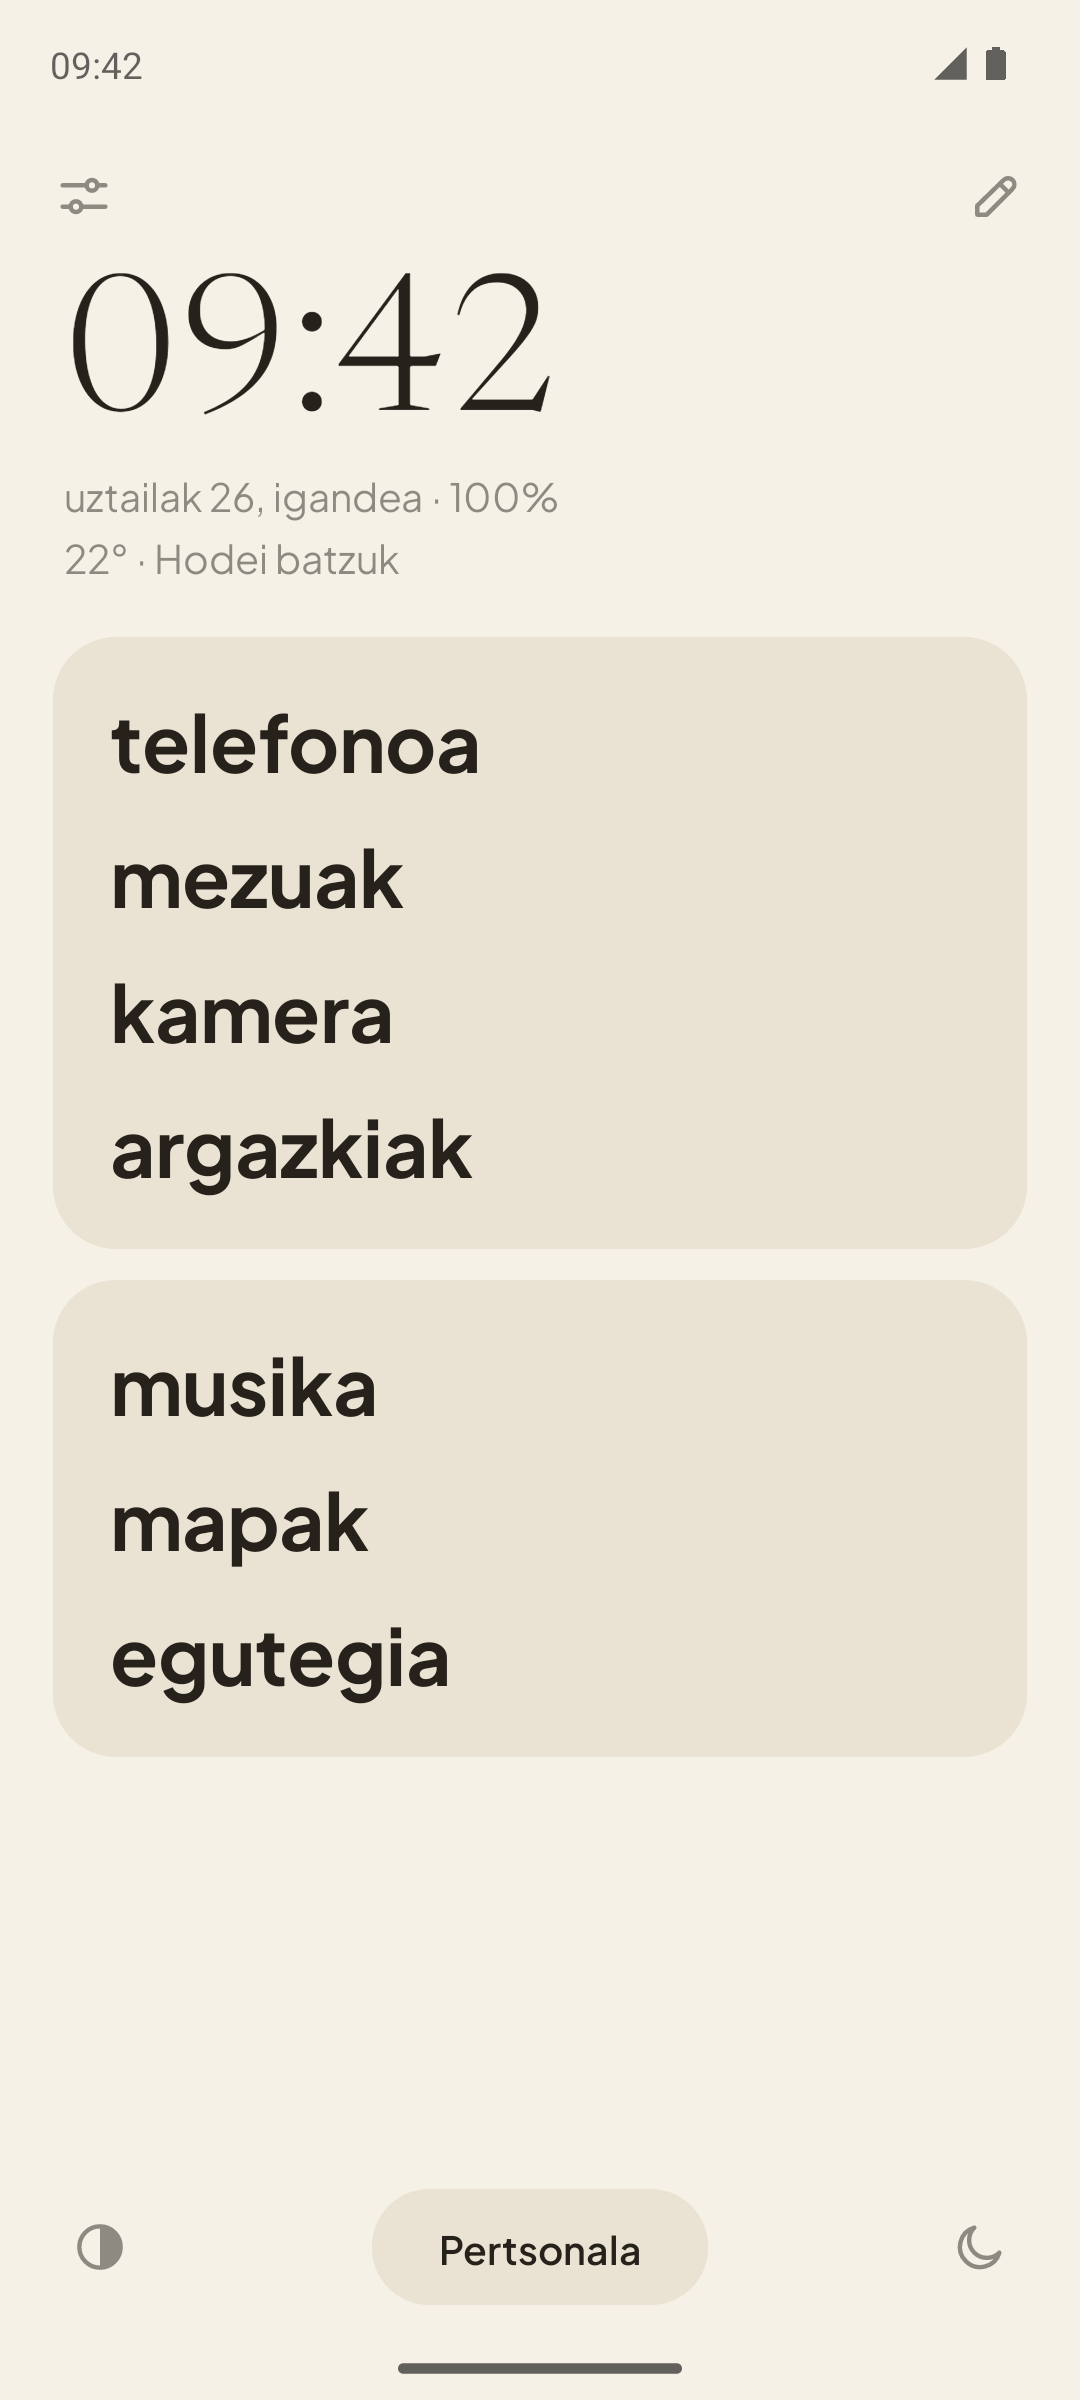 09:42
09:42
uztailak 26, igandea · 100%
22° · Hodei batzuk
telefonoa
mezuak
kamera
argazkiak
musika
mapak
egutegia
Pertsonala